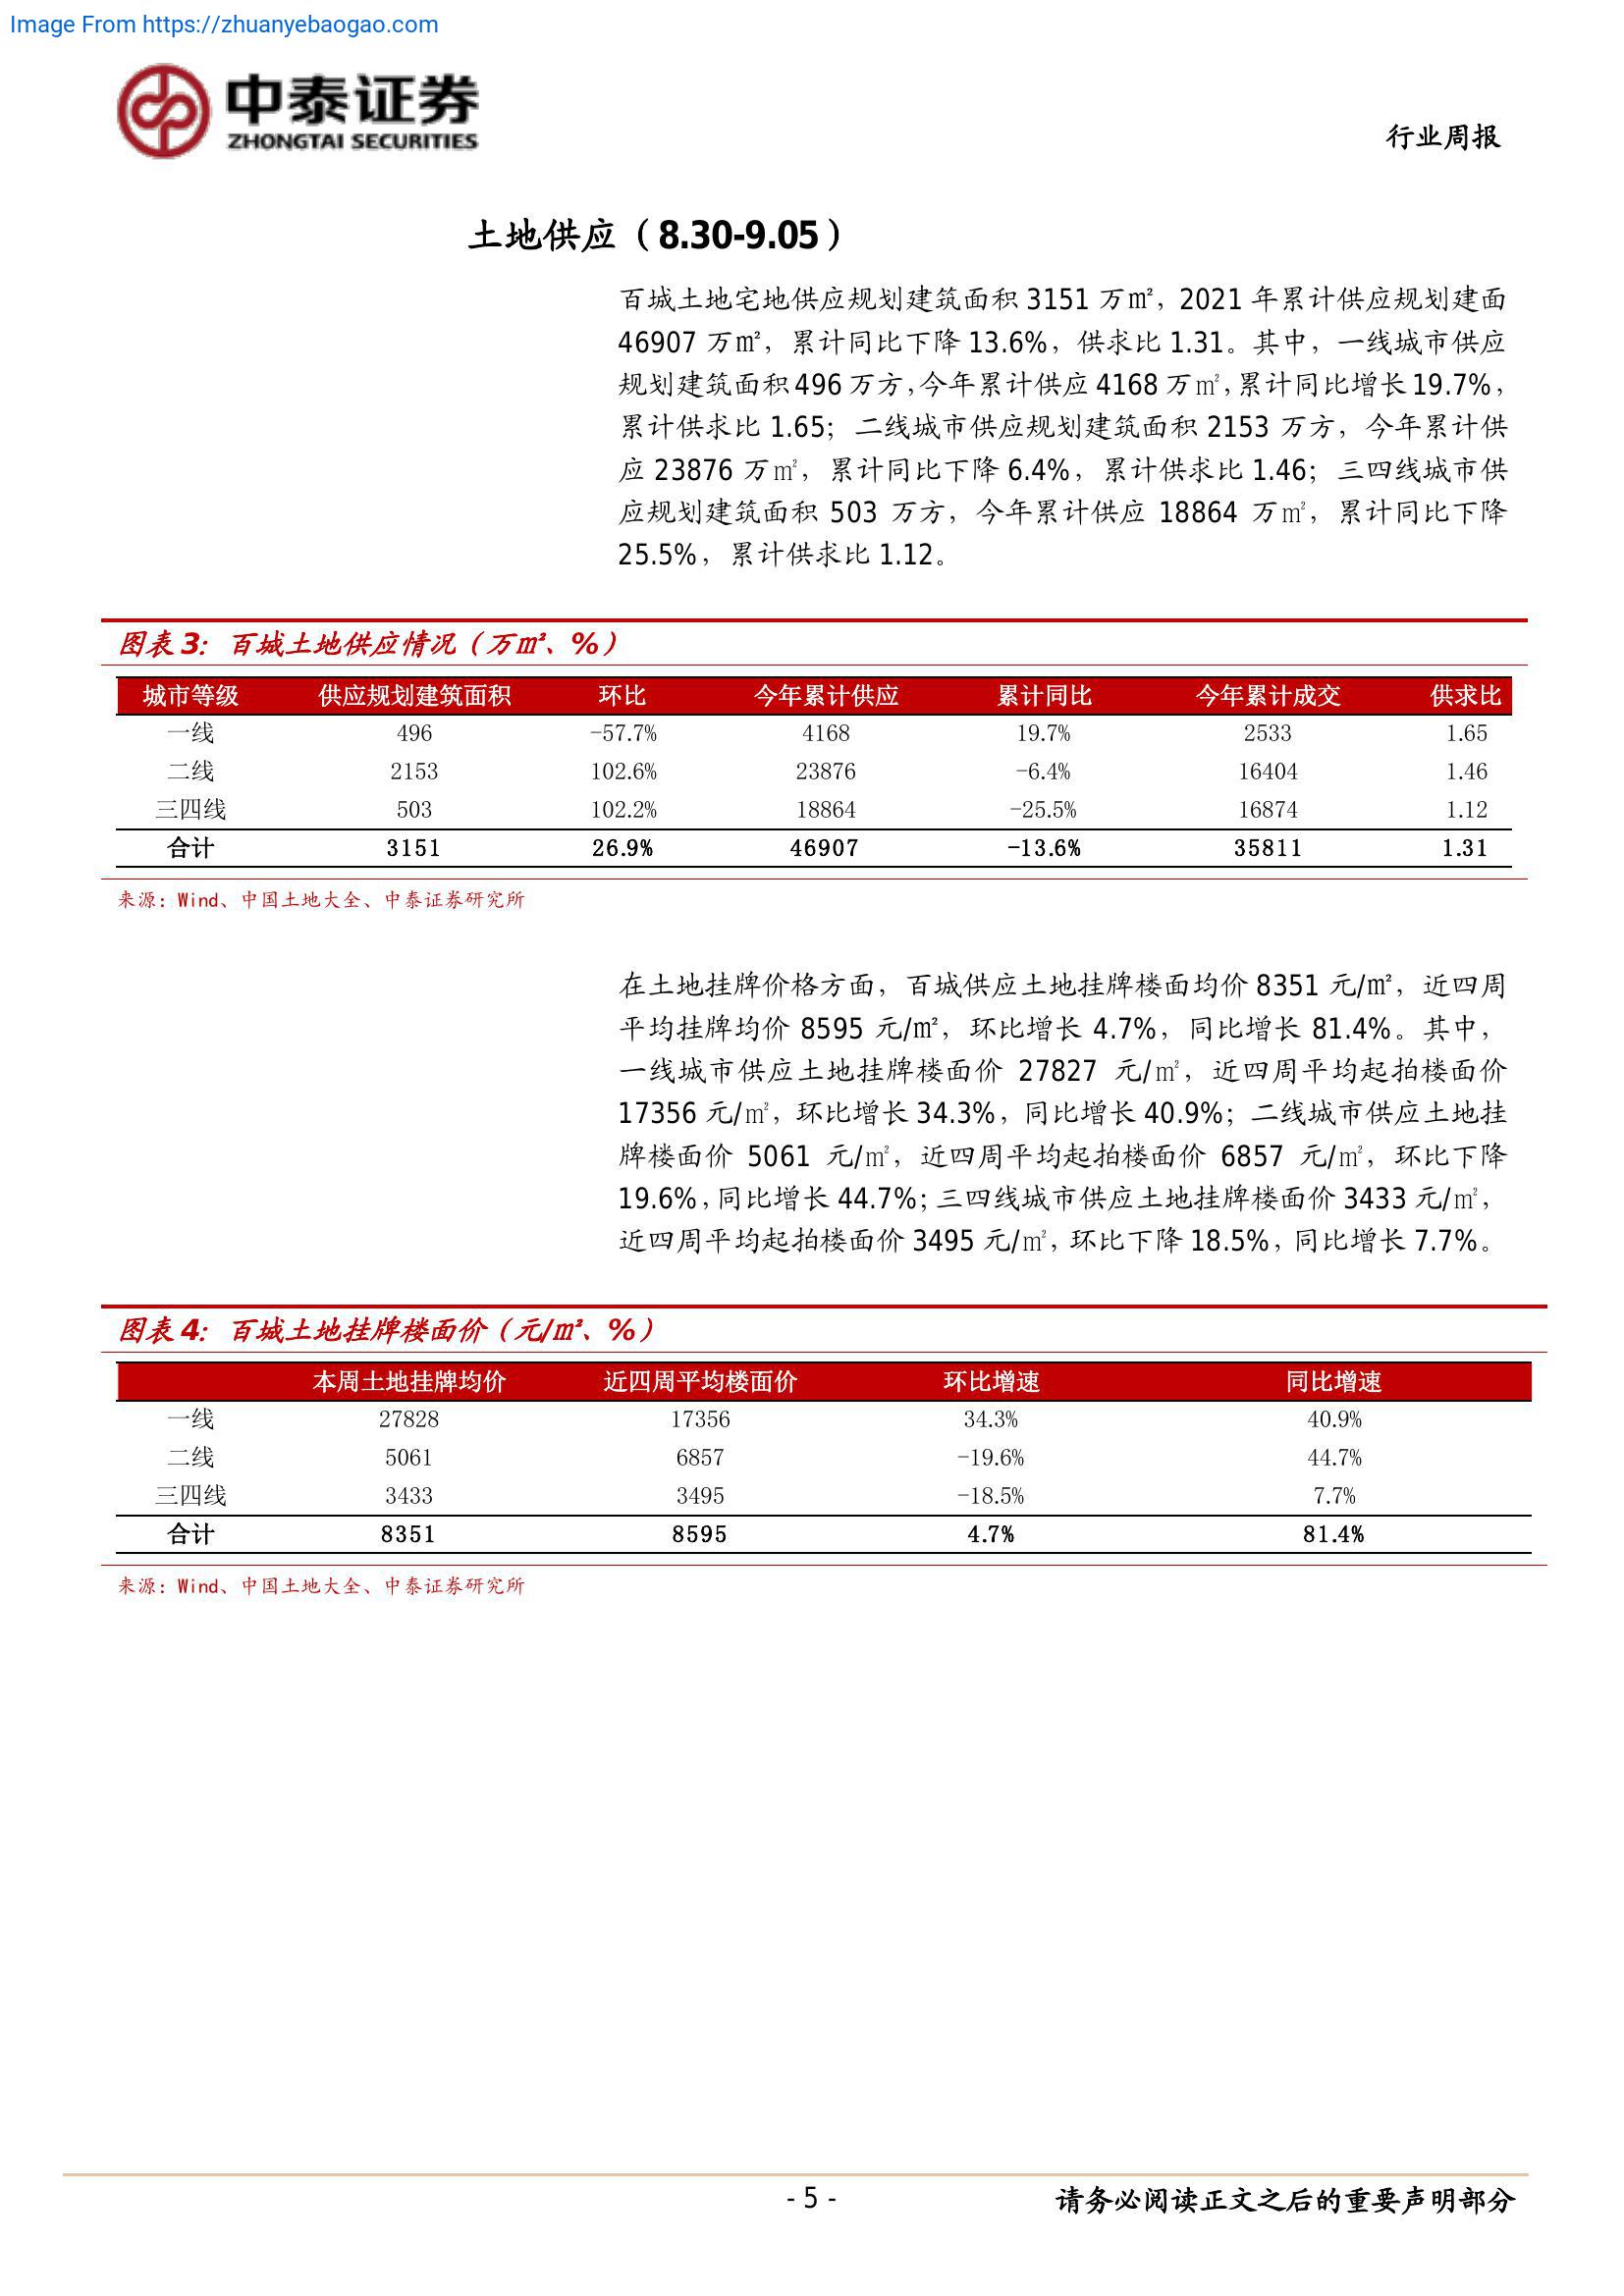 Image From https://zhuanyebaogao.com
中泰证券
ZHONGTAI SECURITIES
行业周报
土地供应（8.30-9.05）
百城土地宅地供应规划建筑面积 3151 万㎡，2021 年累计供应规划建面
46907 万㎡，累计同比下降 13.6%，供求比 1.31。其中，一线城市供应
规划建筑面积 496 万方，今年累计供应 4168 万㎡，累计同比增长 19.7%，
累计供求比 1.65；二线城市供应规划建筑面积 2153 万方，今年累计供
应 23876 万㎡，累计同比下降 6.4%，累计供求比 1.46；三四线城市供
应规划建筑面积 503 万方，今年累计供应 18864 万㎡，累计同比下降
25.5%，累计供求比 1.12。
图表 3：百城土地供应情况（万㎡、%）
城市等级 供应规划建筑面积 环比 今年累计供应 累计同比 今年累计成交 供求比
一线 496 -57.7% 4168 19.7% 2533 1.65
二线 2153 102.6% 23876 -6.4% 16404 1.46
三四线 503 102.2% 18864 -25.5% 16874 1.12
合计 3151 26.9% 46907 -13.6% 35811 1.31
来源：Wind、中国土地大全、中泰证券研究所
在土地挂牌价格方面，百城供应土地挂牌楼面均价 8351 元/㎡，近四周
平均挂牌均价 8595 元/㎡，环比增长 4.7%，同比增长 81.4%。其中，
一线城市供应土地挂牌楼面价 27827 元/㎡，近四周平均起拍楼面价
17356 元/㎡，环比增长 34.3%，同比增长 40.9%；二线城市供应土地挂
牌楼面价 5061 元/㎡，近四周平均起拍楼面价 6857 元/㎡，环比下降
19.6%，同比增长 44.7%；三四线城市供应土地挂牌楼面价 3433 元/㎡，
近四周平均起拍楼面价 3495 元/㎡，环比下降 18.5%，同比增长 7.7%。
图表 4：百城土地挂牌楼面价（元/㎡、%）
本周土地挂牌均价 近四周平均楼面价 环比增速 同比增速
一线 27828 17356 34.3% 40.9%
二线 5061 6857 -19.6% 44.7%
三四线 3433 3495 -18.5% 7.7%
合计 8351 8595 4.7% 81.4%
来源：Wind、中国土地大全、中泰证券研究所
- 5 - 请务必阅读正文之后的重要声明部分